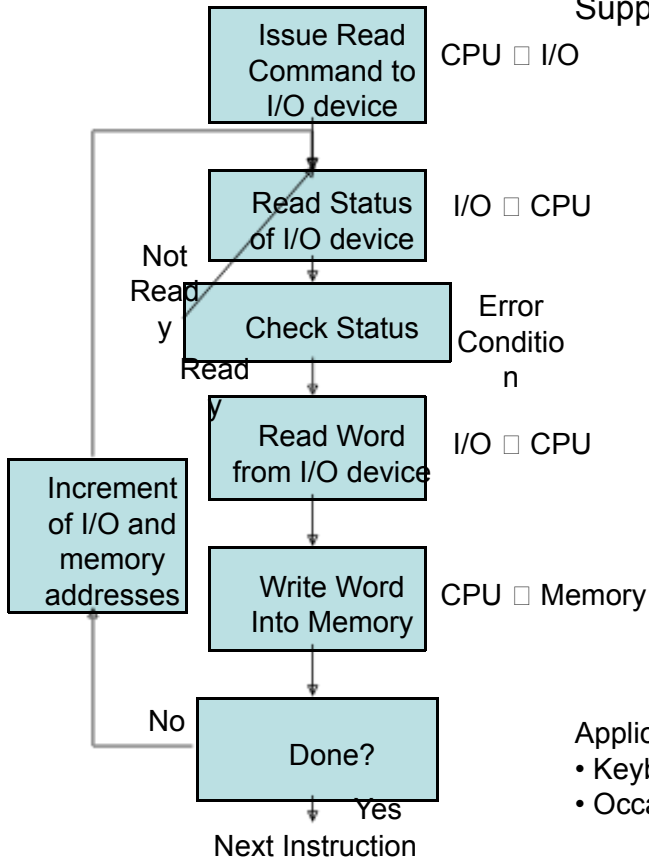 Supp
Issue Read
Command to
I/O device
CPU □ I/O
Read Status
of I/O device
I/O □ CPU
Not
Read
y
Check Status
Error
Conditio
n
Read
y
Read Word
from I/O device
I/O □ CPU
Increment
of I/O and
memory
addresses
Write Word
Into Memory
CPU □ Memory
No
Done?
Yes
Next Instruction
Applic
• Keyb
• Occa